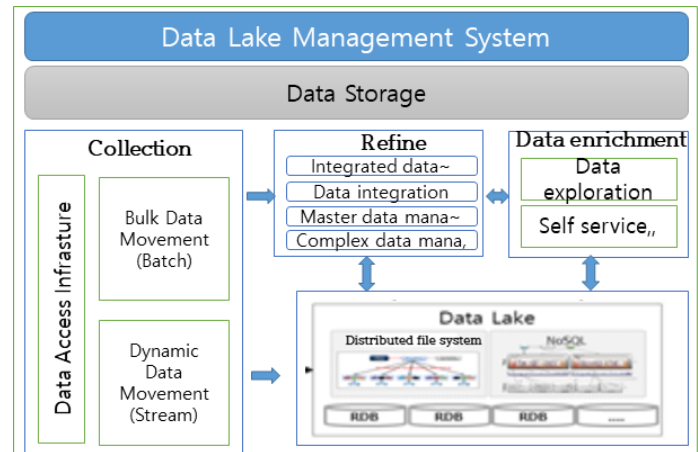 Data Lake Management System
Data Storage
Collection
Data Access Infrasture
Bulk Data
Movement
(Batch)
Dynamic
Data
Movement
(Stream)
Refine
Integrated data~
Data integration
Master data mana~
Complex data mana,
Data enrichment
Data
exploration
Self service,,
Data Lake
Distributed file system
NoSQL
RDB
RDB
RDB
....